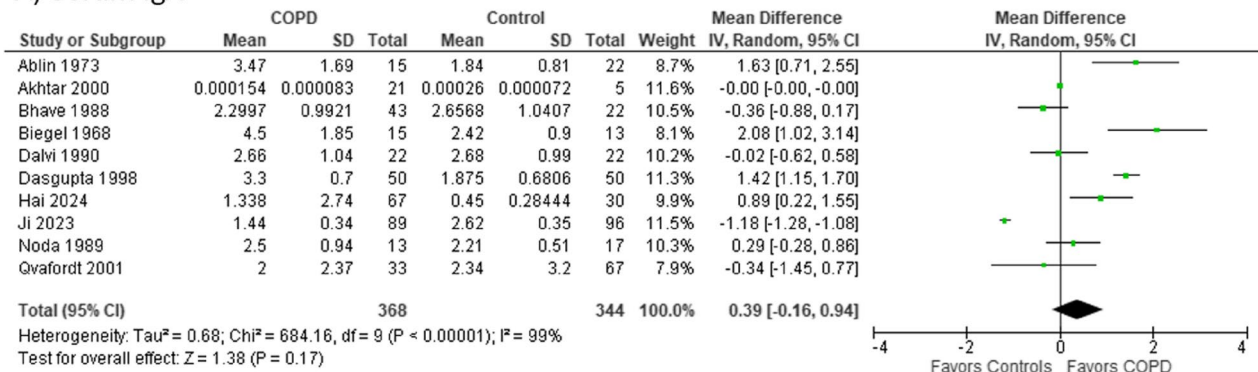 COPD Control Mean Difference Mean Difference
Study or Subgroup Mean SD Total Mean SD Total Weight IV, Random, 95% CI IV, Random, 95% CI
Ablin 1973 3.47 1.69 15 1.84 0.81 22 8.7% 1.63 [0.71, 2.55]
Akhtar 2000 0.000154 0.000083 21 0.00026 0.000072 5 11.6% -0.00 [-0.00, -0.00]
Bhave 1988 2.2997 0.9921 43 2.6568 1.0407 22 10.5% -0.36 [-0.88, 0.17]
Biegel 1968 4.5 1.85 15 2.42 0.9 13 8.1% 2.08 [1.02, 3.14]
Dalvi 1990 2.66 1.04 22 2.68 0.99 22 10.2% -0.02 [-0.62, 0.58]
Dasgupta 1998 3.3 0.7 50 1.875 0.6806 50 11.3% 1.42 [1.15, 1.70]
Hai 2024 1.338 2.74 67 0.45 0.28444 30 9.9% 0.89 [0.22, 1.55]
Ji 2023 1.44 0.34 89 2.62 0.35 96 11.5% -1.18 [-1.28, -1.08]
Noda 1989 2.5 0.94 13 2.21 0.51 17 10.3% 0.29 [-0.28, 0.86]
Qvafordt 2001 2 2.37 33 2.34 3.2 67 7.9% -0.34 [-1.45, 0.77]
Total (95% CI) 368 344 100.0% 0.39 [-0.16, 0.94]
Heterogeneity: Tau² = 0.68; Chi² = 684.16, df = 9 (P < 0.00001); I² = 99%
Test for overall effect: Z = 1.38 (P = 0.17)
-4 -2 0 2 4
Favors Controls Favors COPD